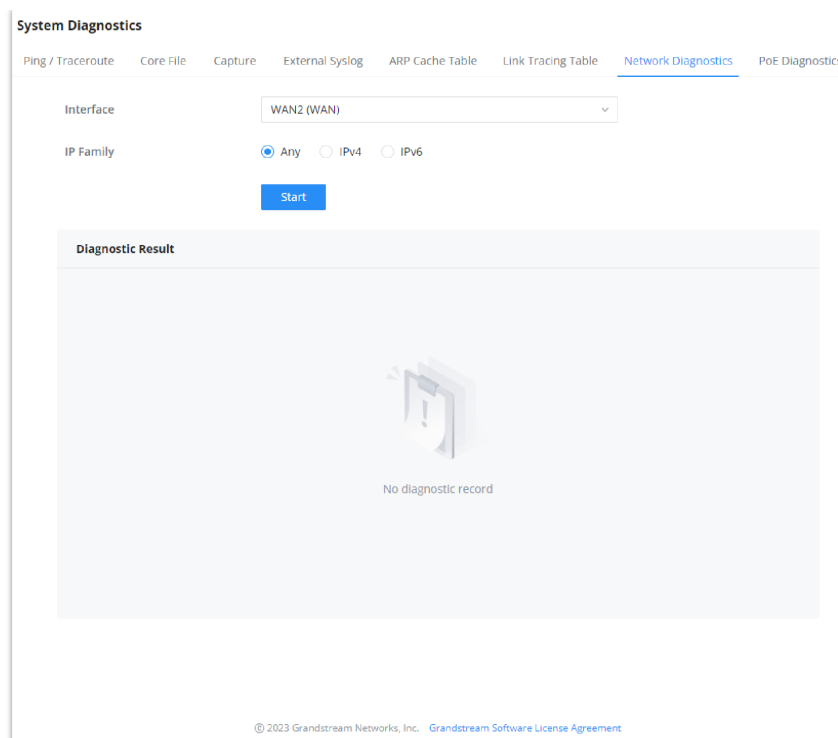 System Diagnostics
Ping / Traceroute Core File Capture External Syslog ARP Cache Table Link Tracing Table Network Diagnostics PoE Diagnostics
Interface WAN2 (WAN)
IP Family Any IPv4 IPv6
Start
Diagnostic Result
No diagnostic record
© 2023 Grandstream Networks, Inc. Grandstream Software License Agreement